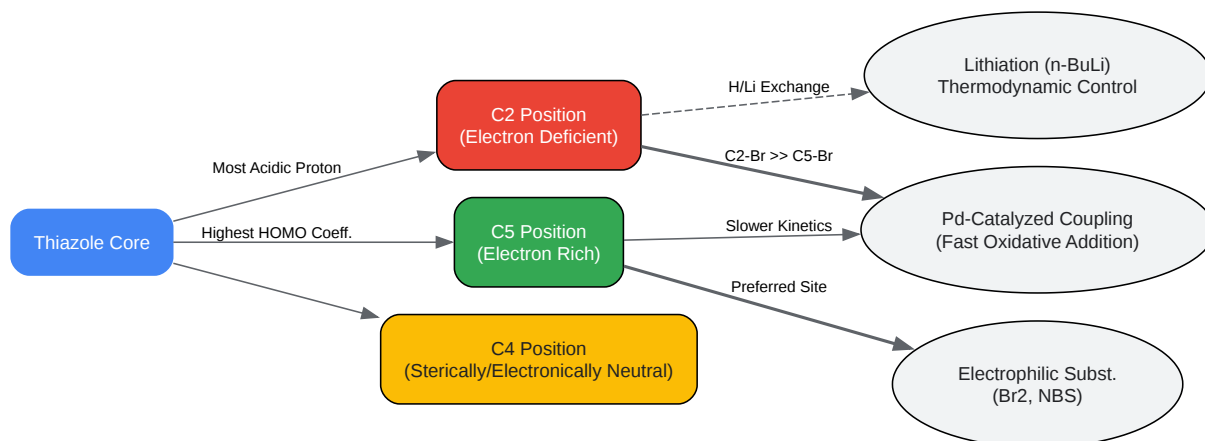 Thiazole Core
Most Acidic Proton
Highest HOMO Coeff.
C2 Position
(Electron Deficient)
C5 Position
(Electron Rich)
C4 Position
(Sterically/Electronically Neutral)
H/Li Exchange
C2-Br >> C5-Br
Slower Kinetics
Preferred Site
Lithiation (n-BuLi)
Thermodynamic Control
Pd-Catalyzed Coupling
(Fast Oxidative Addition)
Electrophilic Subst.
(Br2, NBS)